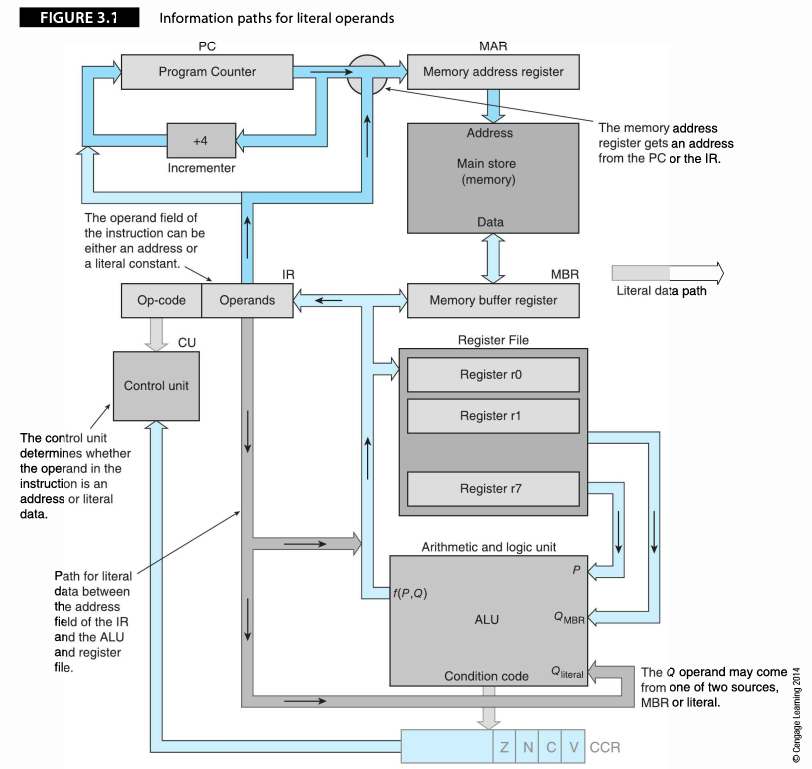 FIGURE 3.1 Information paths for literal operands
PC
MAR
Program Counter
Memory address register
+4
Incrementer
Address
Main store
(memory)
Data
The memory address
register gets an address
from the PC or the IR.
The operand field of
the instruction can be
either an address or
a literal constant.
IR
MBR
Op-code
Operands
Memory buffer register
Literal data path
CU
Control unit
Register File
Register r0
Register r1
Register r7
The control unit
determines whether
the operand in the
instruction is an
address or literal
data.
Arithmetic and logic unit
P
f(P,Q)
ALU
QMBR
Qliteral
Condition code
Path for literal
data between
the address
field of the IR
and the ALU
and register
file.
The Q operand may come
from one of two sources,
MBR or literal.
Z N C V CCR
© Cengage Learning 2014